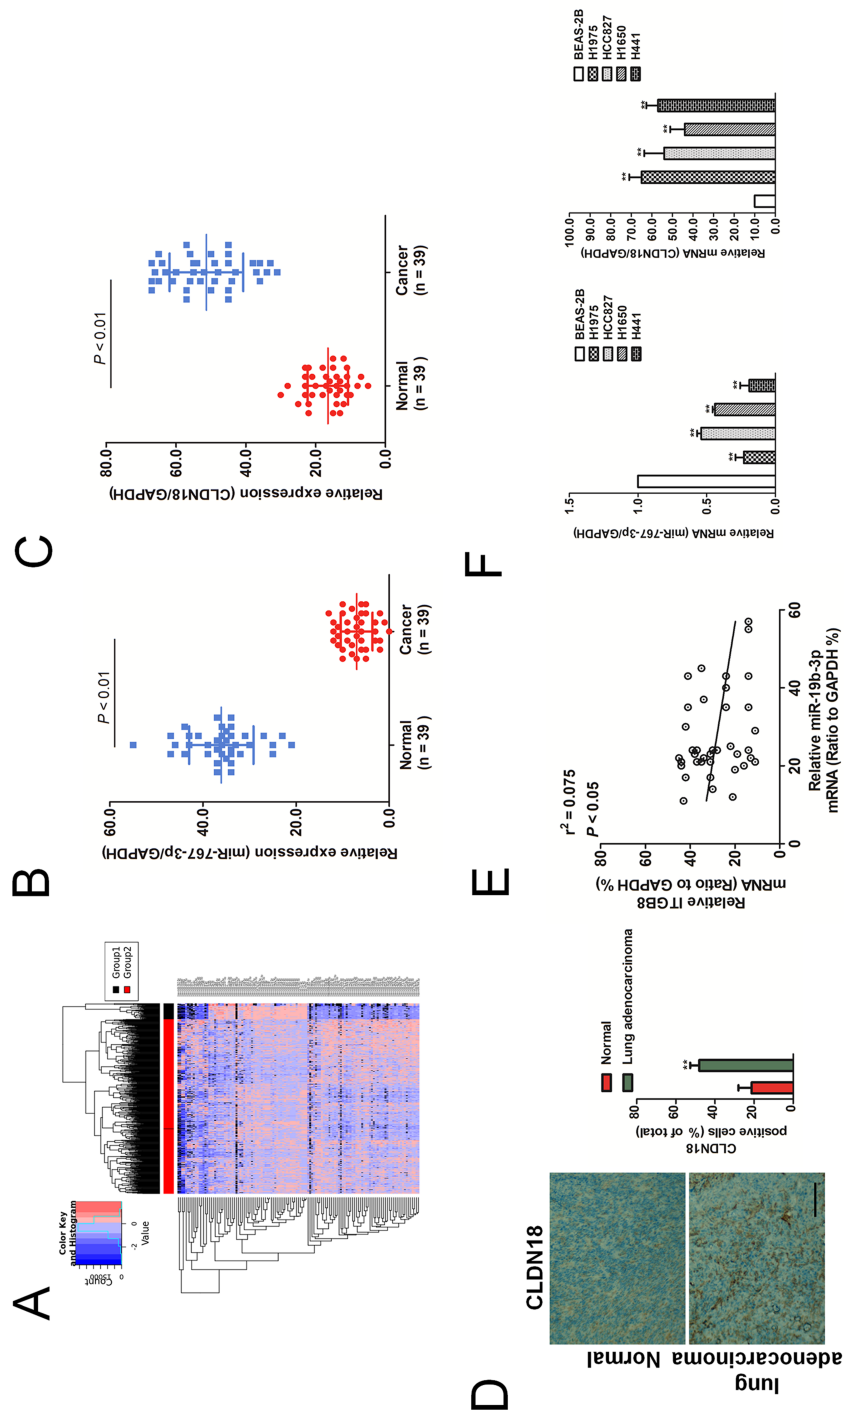 A
Color Key
and Histogram
Count
0
15000
-2
0
Value
Group1
Group2
B
Relative expression (miR-767-3p/GAPDH)
60.0
40.0
20.0
0.0
P < 0.01
Normal
(n = 39)
Cancer
(n = 39)
C
Relative expression (CLDN18/GAPDH)
80.0
60.0
40.0
20.0
0.0
P < 0.01
Normal
(n = 39 )
Cancer
(n = 39)
D
CLDN18
Normal
lung
adenocarcinoma
CLDN18
positive cells (% of total)
80
60
40
20
0
**
Normal
Lung adenocarcinoma
E
r2 = 0.075
P < 0.05
Relative ITGB8
mRNA (Ratio to GAPDH %)
80
60
40
20
0
0
20
40
60
Relative miR-19b-3p
mRNA (Ratio to GAPDH %)
F
Relative mRNA (miR-767-3p/GAPDH)
1.5
1.0
0.5
0.0
**
**
**
**
BEAS-2B
H1975
HCC827
H1650
H441
Relative mRNA (CLDN18/GAPDH)
100.0
90.0
80.0
70.0
60.0
50.0
40.0
30.0
20.0
10.0
0.0
**
**
**
**
BEAS-2B
H1975
HCC827
H1650
H441